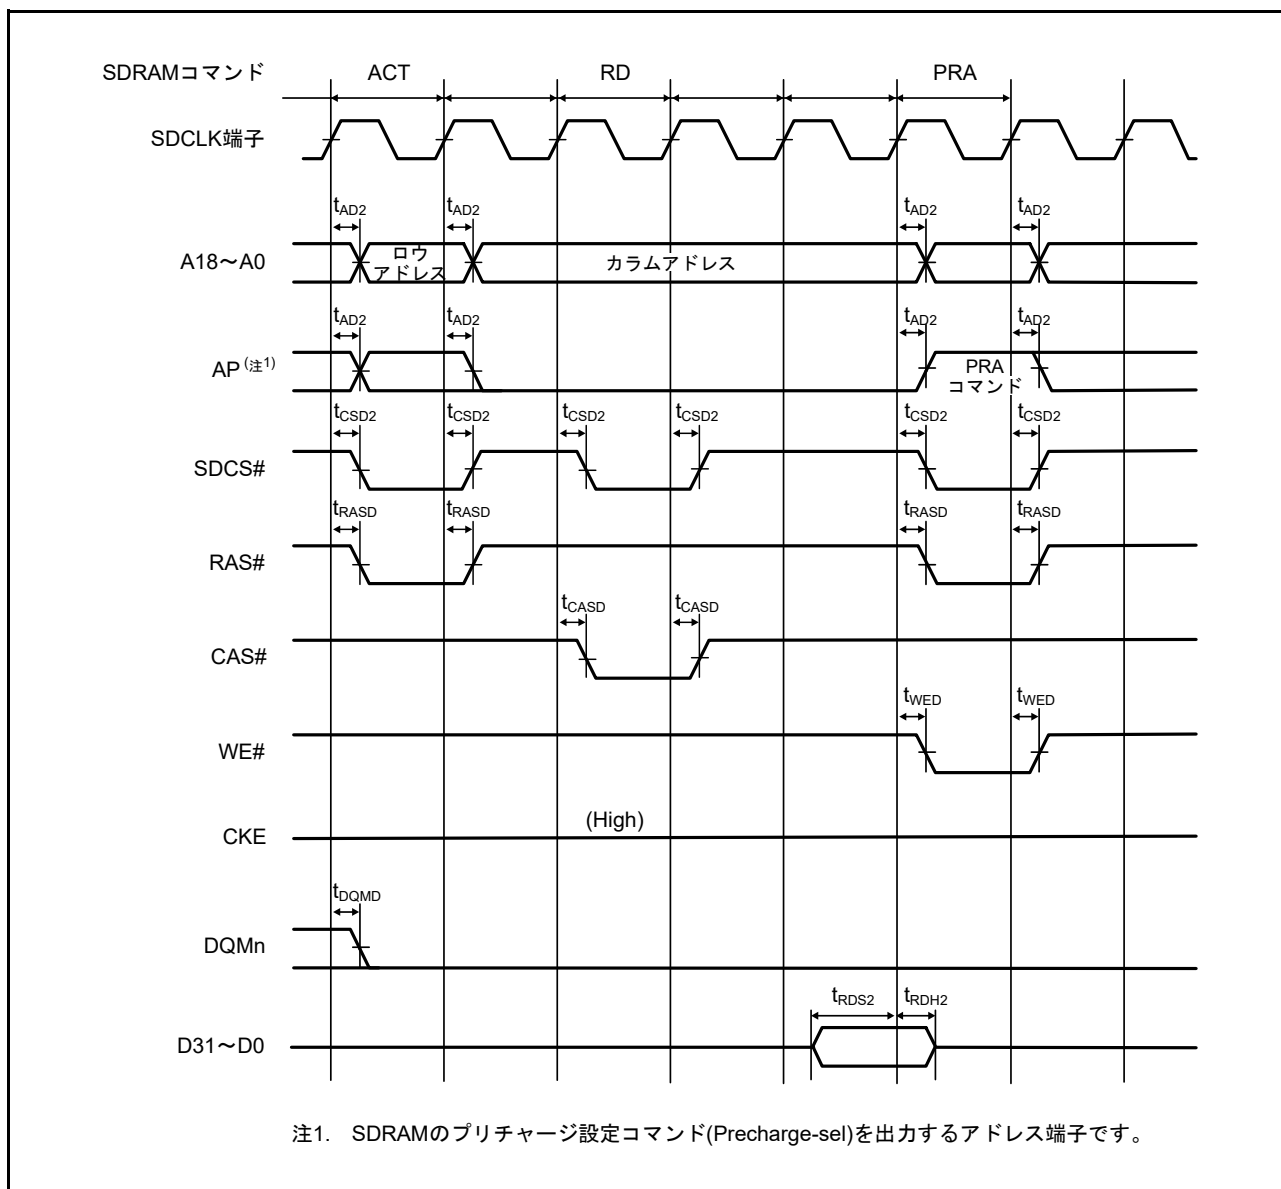 SDRAMコマンド ACT RD PRA
SDCLK端子
tAD2 tAD2 tAD2 tAD2
A18～A0 ロウ
アドレス カラムアドレス
tAD2 tAD2 tAD2 tAD2
AP(注1) PRA
コマンド
tCSD2 tCSD2 tCSD2 tCSD2 tCSD2 tCSD2
SDCS#
tRASD tRASD tRASD tRASD
RAS#
tCASD tCASD
CAS#
tWED tWED
WE#
(High)
CKE
tDQMD
DQMn
tRDS2 tRDH2
D31～D0
注1. SDRAMのプリチャージ設定コマンド(Precharge-sel)を出力するアドレス端子です。